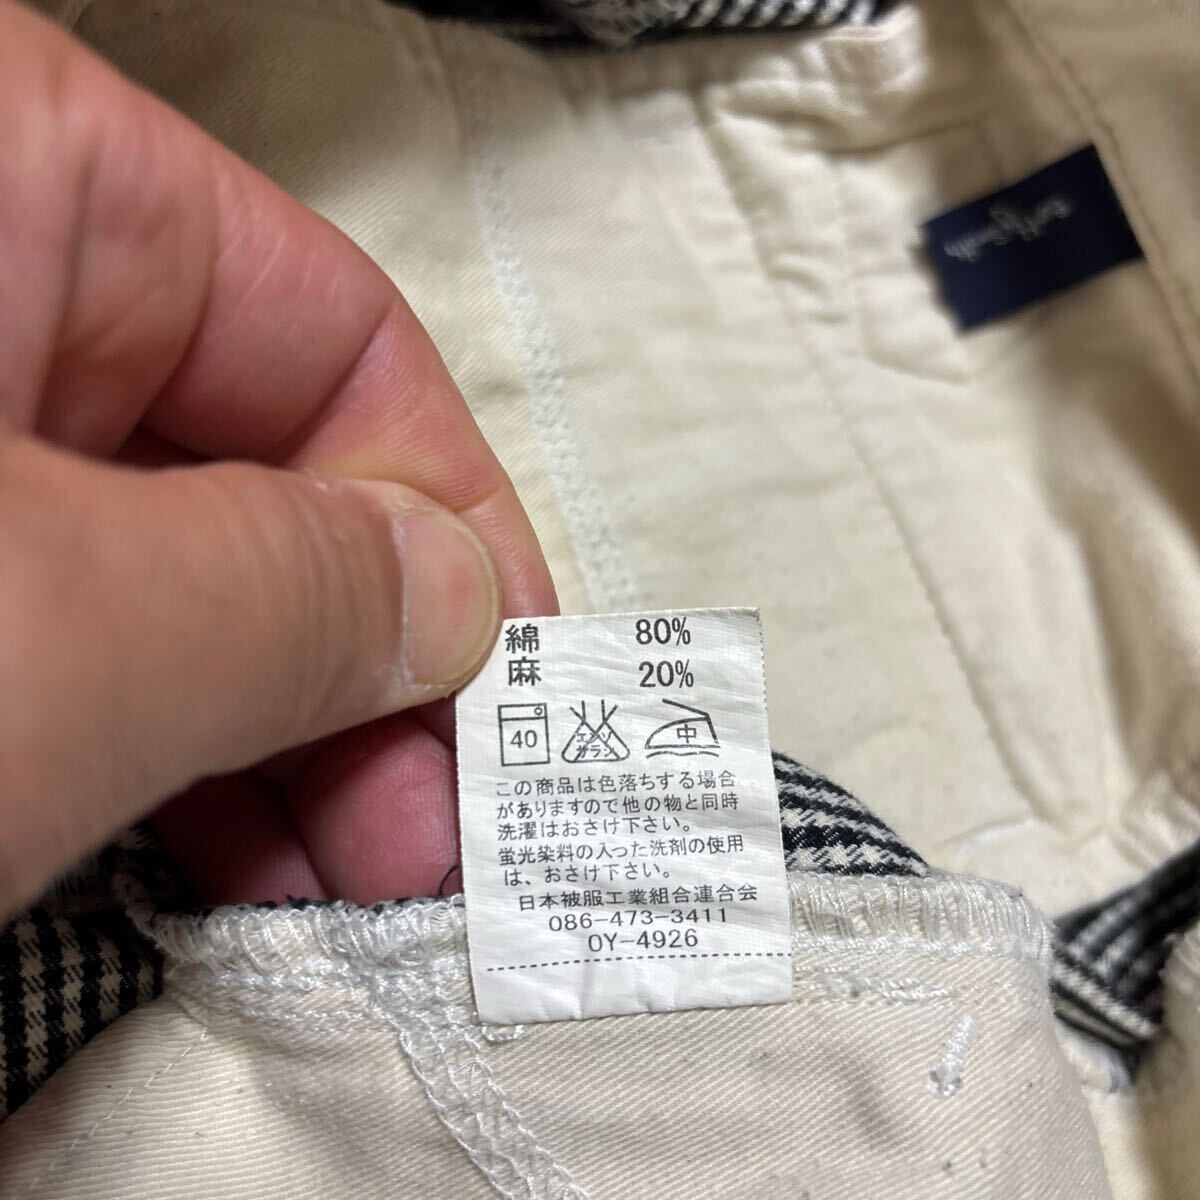 綿 80%
麻 20%
40 エンソ 中
サラシ
この商品は色落ちする場合
がありますので他の物と同時
洗濯はおさけ下さい。
蛍光染料の入った洗剤の使用
は、おさけ下さい。
日本被服工業組合連合会
086-473-3411
OY-4926